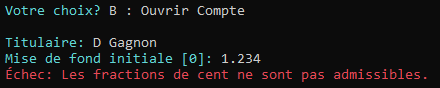 Votre choix? B : Ouvrir Compte
Titulaire: D Gagnon
Mise de fond initiale [0]: 1.234
Échec: Les fractions de cent ne sont pas admissibles.